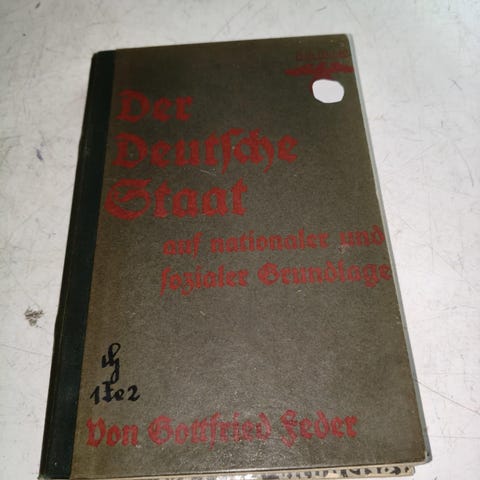 Der
Deutsche
Staat
auf nationaler und
sozialer Grundlage
Von Gottfried Feder